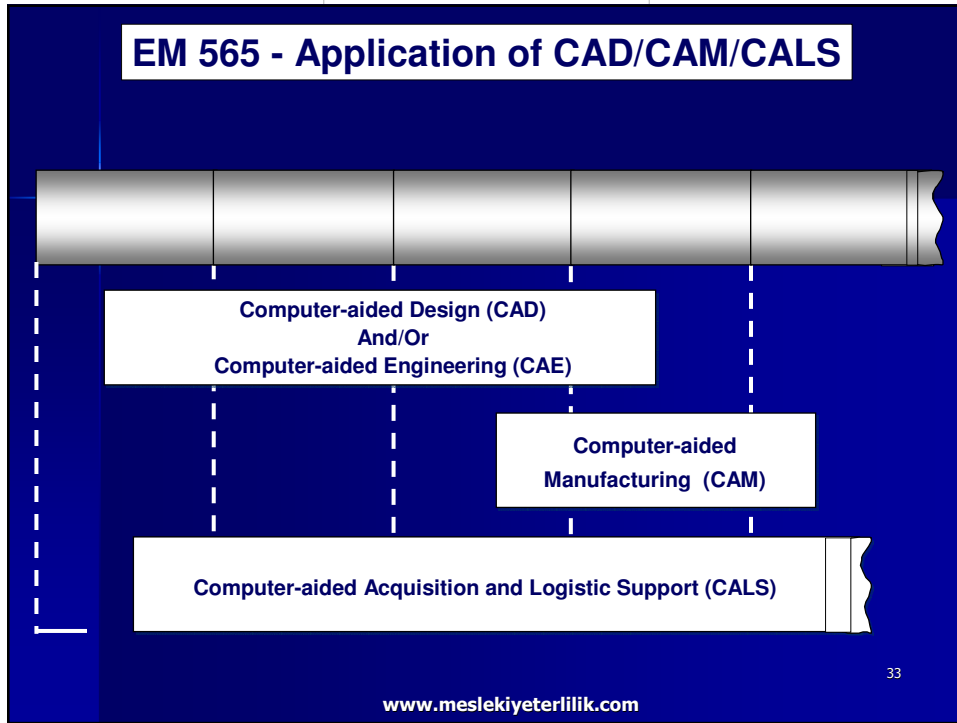 EM 565 - Application of CAD/CAM/CALS
Computer-aided Design (CAD)
And/Or
Computer-aided Engineering (CAE)
Computer-aided
Manufacturing (CAM)
Computer-aided Acquisition and Logistic Support (CALS)
33
www.meslekiyeterlilik.com